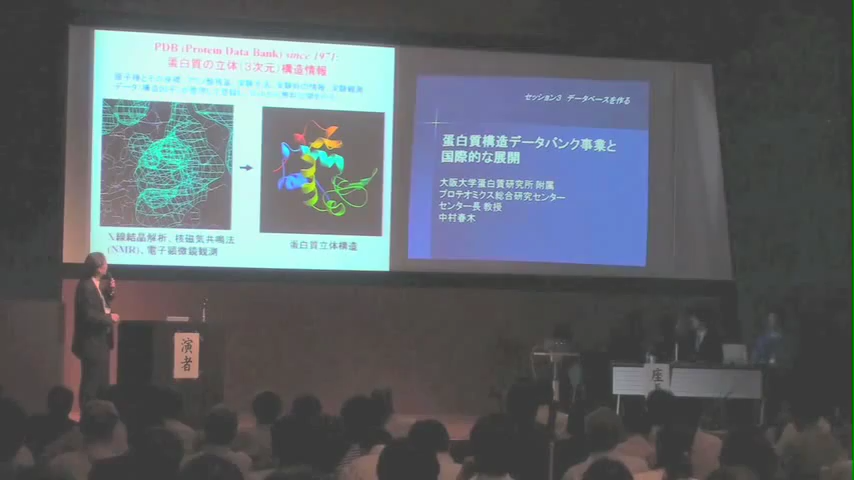 PDB (Protein Data Bank) since 1971:
蛋白質の立体(3次元)構造情報
X線結晶解析、核磁気共鳴法
(NMR)、電子顕微鏡観測
蛋白質立体構造
セッション3 データベースを作る
蛋白質構造データバンク事業と
国際的な展開
大阪大学蛋白質研究所 附属
プロテオミクス総合研究センター
センター長 教授
中村春木
演者
座